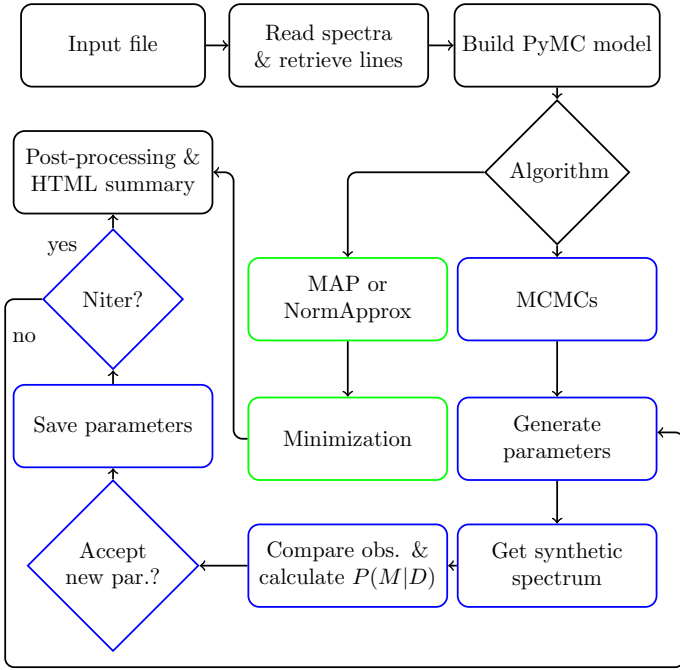 Input file
Read spectra
& retrieve lines
Build PyMC model
Algorithm
Post-processing &
HTML summary
yes
Niter?
no
MAP or
NormApprox
MCMCs
Save parameters
Minimization
Generate
parameters
Accept
new par.?
Compare obs. &
calculate P(M|D)
Get synthetic
spectrum